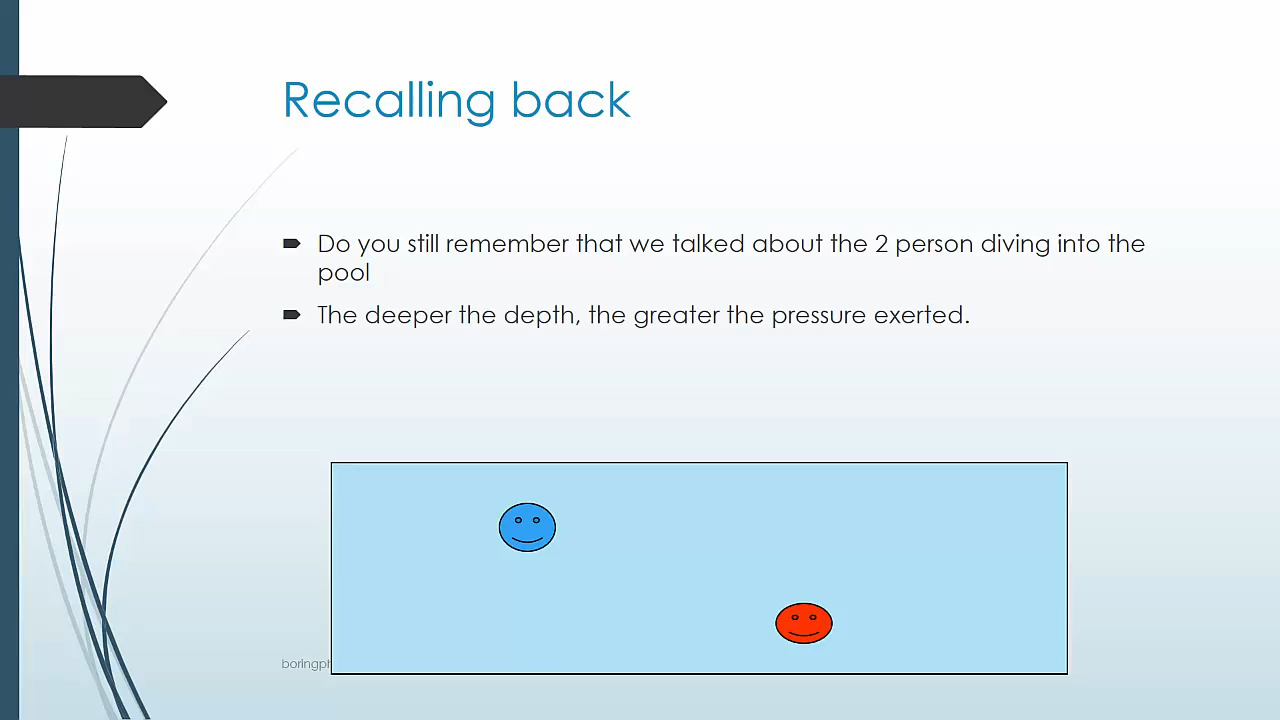 Recalling back
Do you still remember that we talked about the 2 person diving into the
pool
The deeper the depth, the greater the pressure exerted.